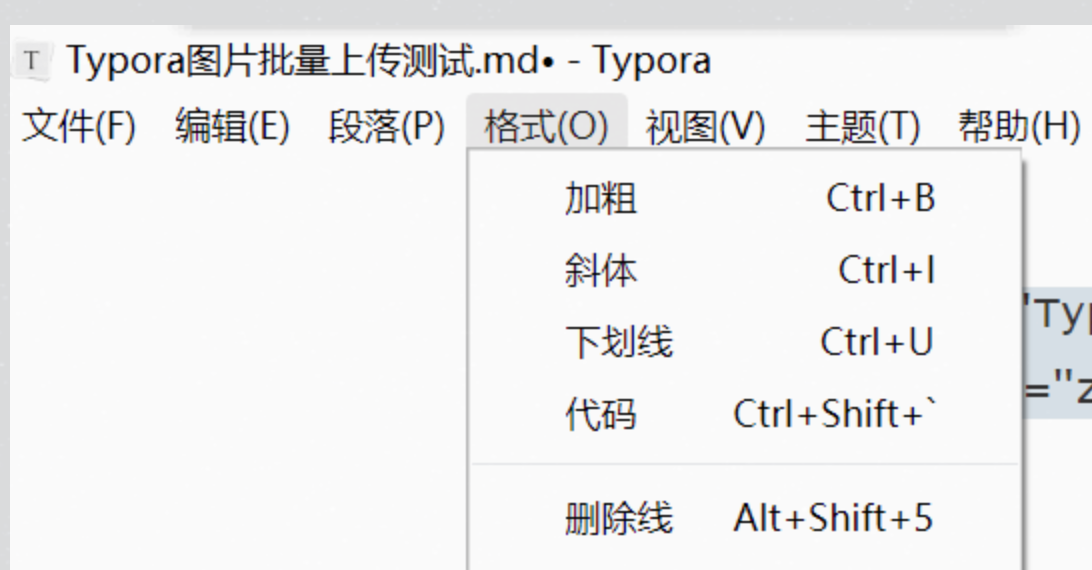 T Typora图片批量上传测试.md• - Typora
文件(F) 编辑(E) 段落(P) 格式(O) 视图(V) 主题(T) 帮助(H)
加粗 Ctrl+B
斜体 Ctrl+I
"Typ
下划线 Ctrl+U
="z
代码 Ctrl+Shift+`
删除线 Alt+Shift+5